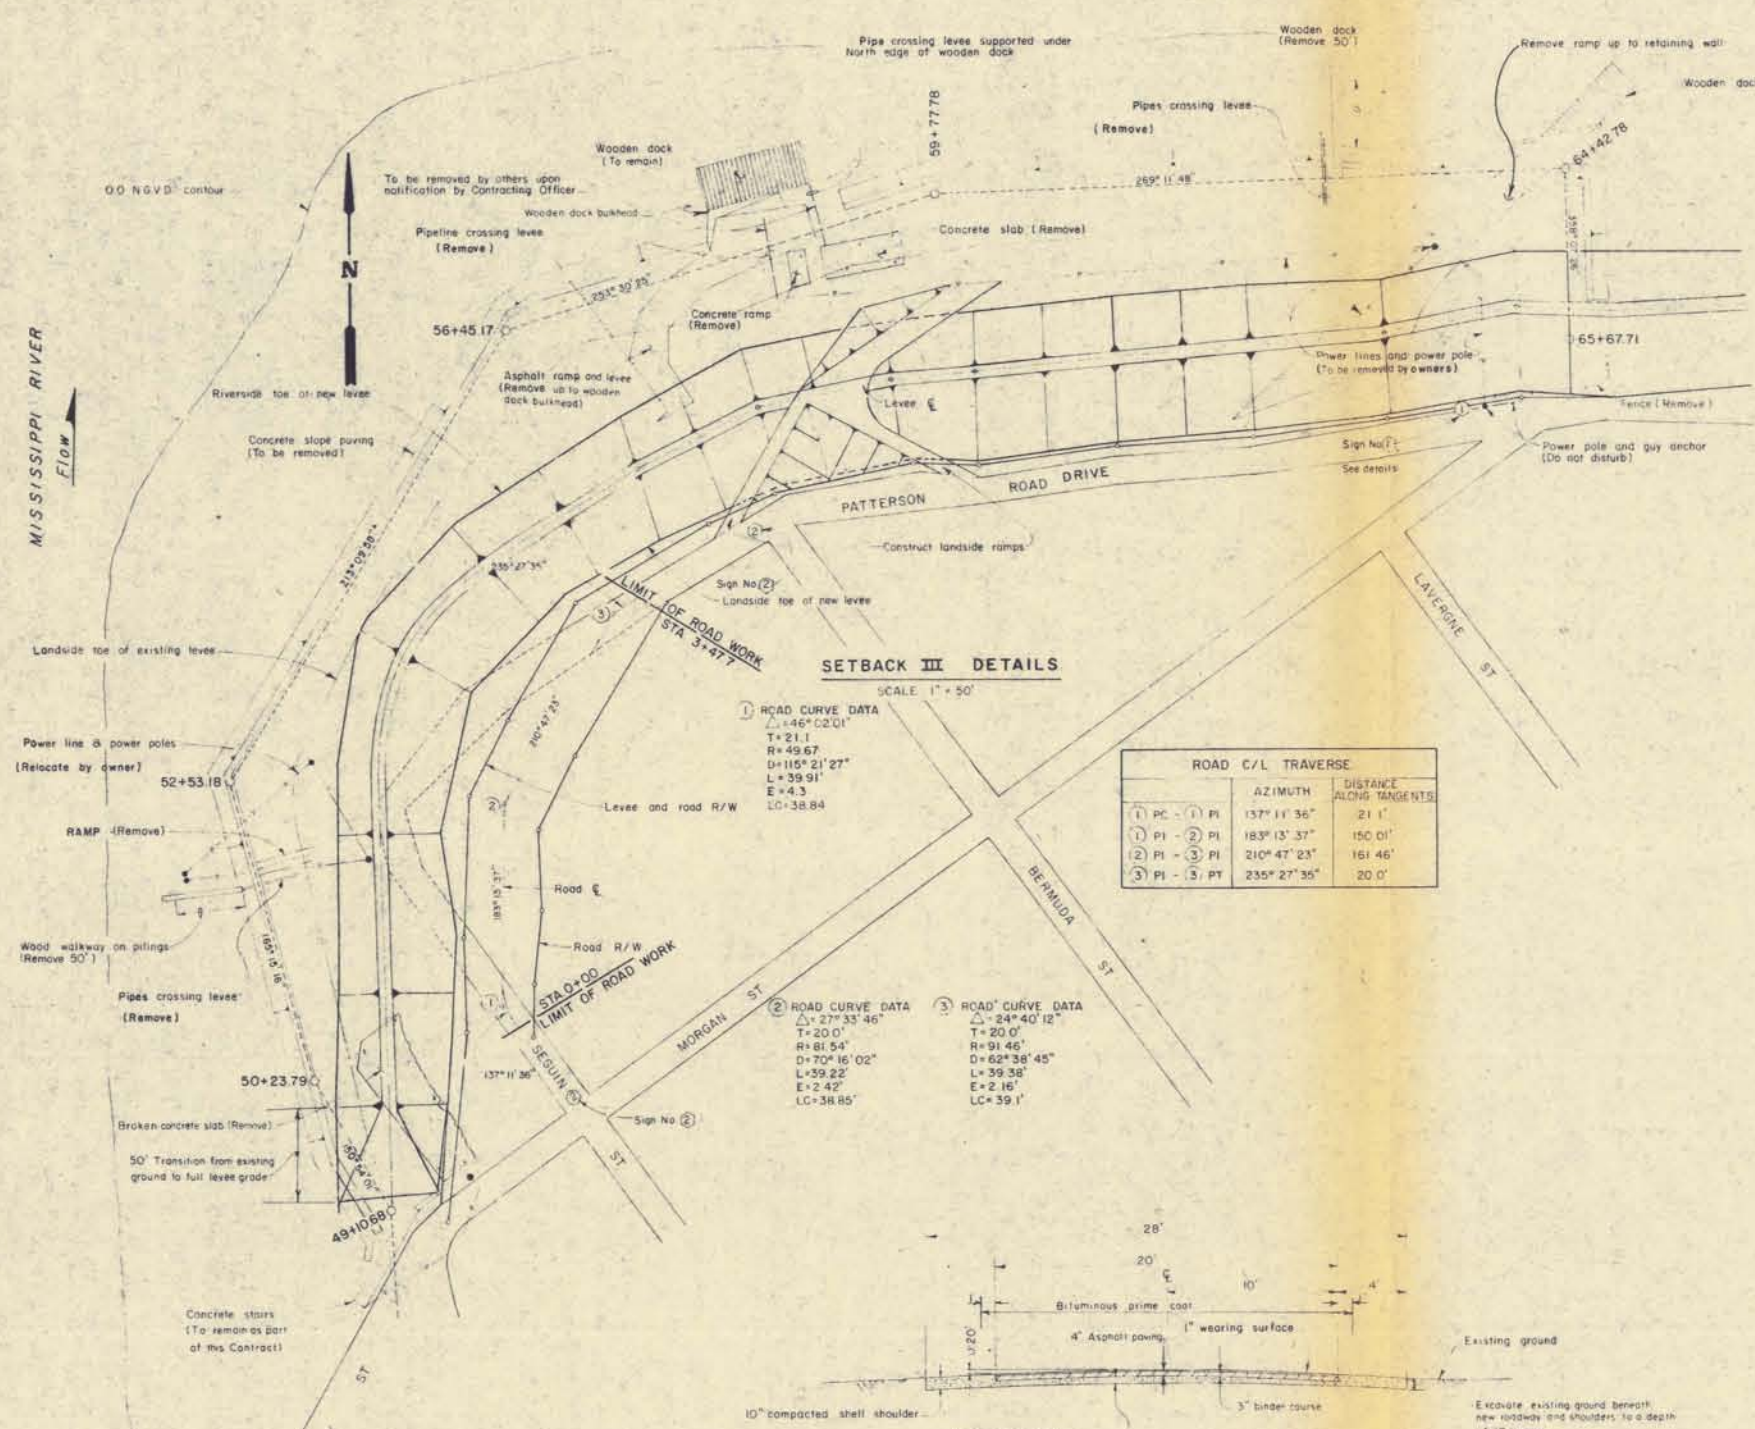 Pipe crossing levee supported under
North edge of wooden dock
Wooden dock
(Remove 50')
Remove ramp up to retaining wall
Wooden doc
59+77.78
Pipes crossing levee
(Remove)
64+42.78
Wooden dock
(To remain)
0.0 N.G.V.D. contour
To be removed by others upon
notification by Contracting Officer
Wooden dock bulkhead
269° 11' 48"
Pipeline crossing levee
(Remove)
Concrete slab (Remove)
N
253° 30' 25"
56+45.17
Concrete ramp
(Remove)
65+67.71
Power lines and power pole
(To be removed by owners)
MISSISSIPPI RIVER
Flow
Riverside toe of new levee
Asphalt ramp and levee
(Remove up to wooden
dock bulkhead)
Levee ℄
Fence (Remove)
1
Concrete slope paving
(To be removed)
Sign No. 1
See details
Power pole and guy anchor
(Do not disturb)
PATTERSON
ROAD DRIVE
2
Construct landside ramps
213° 09' 50"
235° 27' 35"
Sign No. 2
Landside toe of new levee
3
LIMIT OF ROAD WORK
STA 3+47.7
LAVERGNE
ST
Landside toe of existing levee
SETBACK III DETAILS
SCALE 1" = 50'
1 ROAD CURVE DATA
△=46° 02' 01"
T=21.1
R=49.67
D=115° 21' 27"
L=39.91'
E=4.3
LC=38.84
210° 47' 23"
Power line & power poles
(Relocate by owner)
52+53.18
2
Levee and road R/W
ROAD C/L TRAVERSE
AZIMUTH
DISTANCE
ALONG TANGENTS
1 PC - 1 PI 137° 11' 36" 21.1'
1 PI - 2 PI 183° 13' 37" 150.01'
2 PI - 3 PI 210° 47' 23" 161.46'
3 PI - 3 PT 235° 27' 35" 20.0'
RAMP (Remove)
183° 13' 37"
Road ℄
BERMUDA
ST
Wood walkway on pilings
(Remove 50')
165° 15' 16"
Road R/W
STA 0+00
LIMIT OF ROAD WORK
1
Pipes crossing levee
(Remove)
MORGAN ST
2 ROAD CURVE DATA
△=27° 33' 46"
T=20.0'
R=81.54'
D=70° 16' 02"
L=39.22'
E=2.42'
LC=38.85'
3 ROAD CURVE DATA
△=24° 40' 12"
T=20.0'
R=91.46'
D=62° 38' 45"
L=39.38'
E=2.16'
LC=39.1'
50+23.79
137° 11' 36"
SEGUIN
ST
Sign No. 2
Broken concrete slab (Remove)
50' Transition from existing
ground to full levee grade
49+10.68
Concrete stairs
(To remain as part
of this Contract)
ST
28'
20'
℄
10'
4'
Bituminous prime coat
1" wearing surface
4" Asphalt paving
Existing ground
10" compacted shell shoulder
3" binder course
Excavate existing ground beneath
new roadway and shoulders to a depth